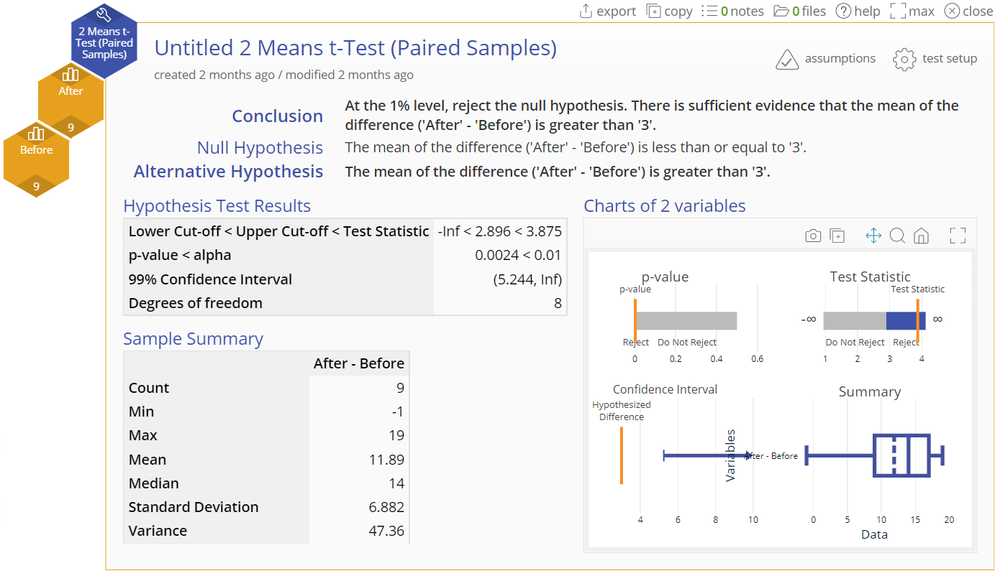 export copy 0 notes 0 files help max close
2 Means t-
Test (Paired
Samples)
After
9
Before
9
Untitled 2 Means t-Test (Paired Samples)
created 2 months ago / modified 2 months ago
assumptions test setup
Conclusion
At the 1% level, reject the null hypothesis. There is sufficient evidence that the mean of the
difference ('After' - 'Before') is greater than '3'.
Null Hypothesis The mean of the difference ('After' - 'Before') is less than or equal to '3'.
Alternative Hypothesis The mean of the difference ('After' - 'Before') is greater than '3'.
Hypothesis Test Results
Lower Cut-off < Upper Cut-off < Test Statistic -Inf < 2.896 < 3.875
p-value < alpha 0.0024 < 0.01
99% Confidence Interval (5.244, Inf)
Degrees of freedom 8
Sample Summary
After - Before
Count 9
Min -1
Max 19
Mean 11.89
Median 14
Standard Deviation 6.882
Variance 47.36
Charts of 2 variables
p-value
p-value
Reject Do Not Reject
0 0.2 0.4 0.6
Test Statistic
Test Statistic
-∞ ∞
Do Not Reject Reject
1 2 3 4
Confidence Interval
Hypothesized
Difference
4 6 8 10
Summary
Variables
After - Before
0 5 10 15 20
Data